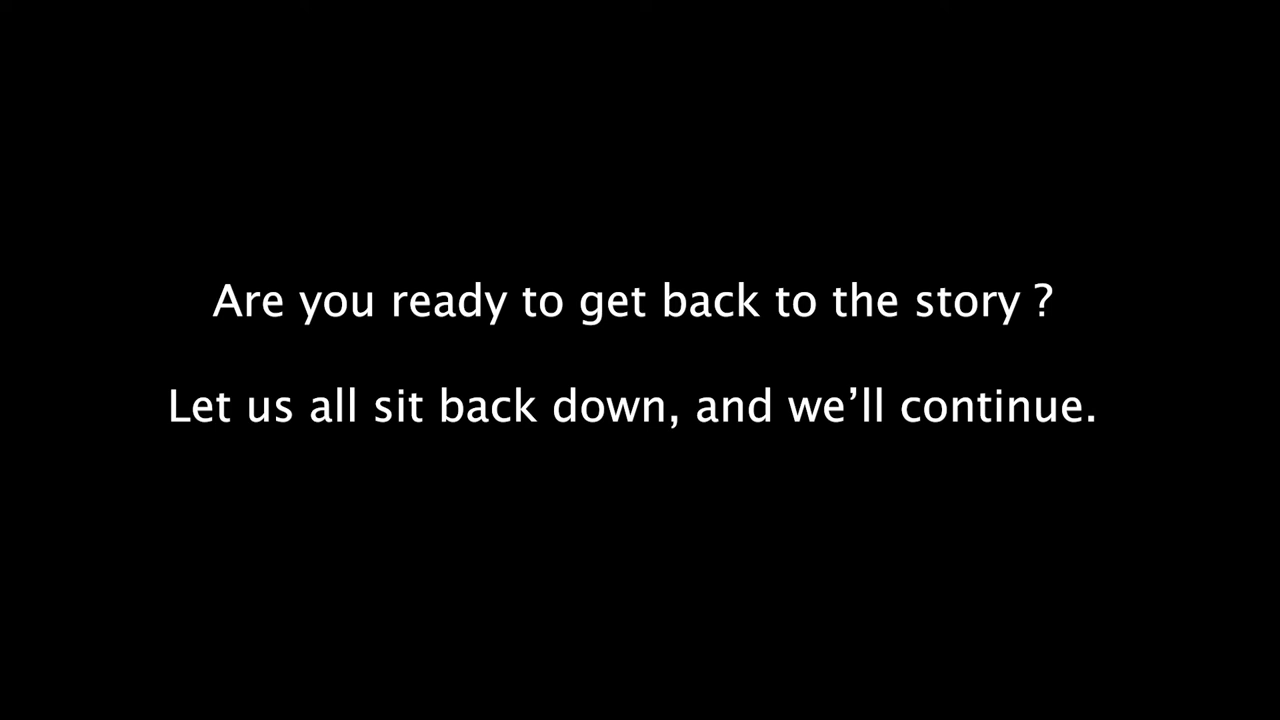 Are you ready to get back to the story ?
Let us all sit back down, and we’ll continue.